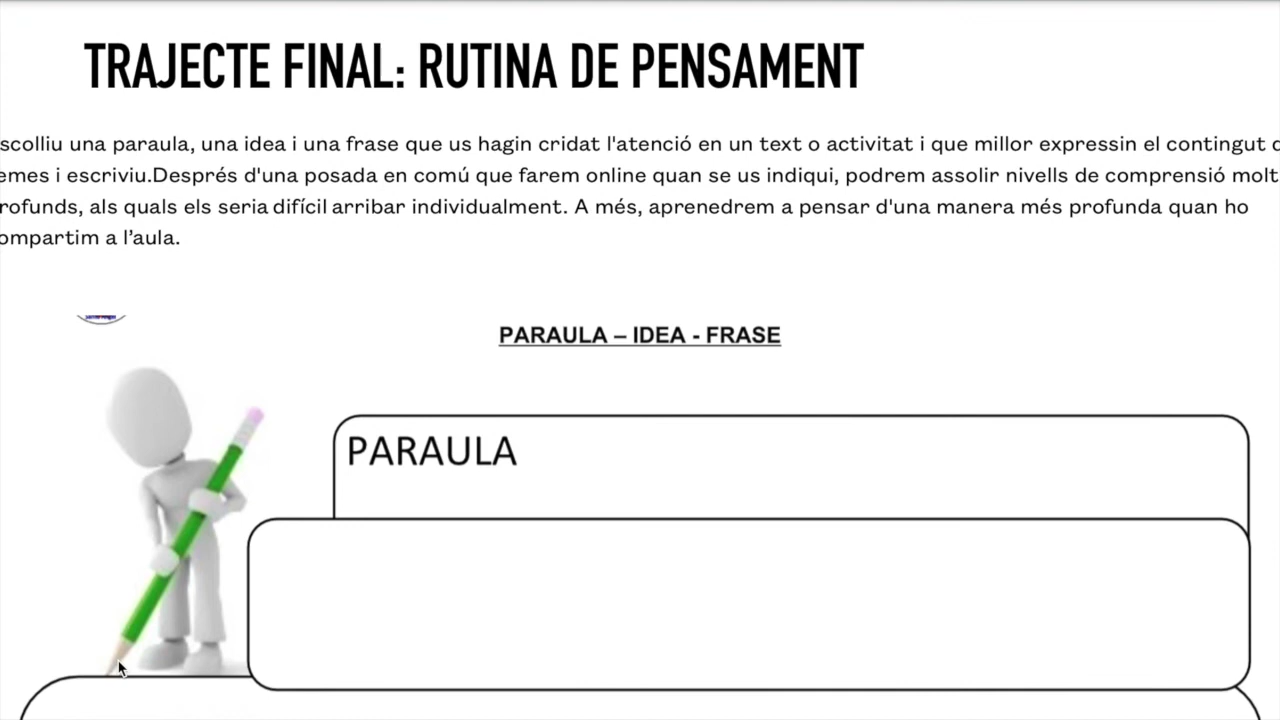 TRAJECTE FINAL: RUTINA DE PENSAMENT
scolliu una paraula, una idea i una frase que us hagin cridat l'atenció en un text o activitat i que millor expressin el contingut
emes i escriviu.Després d'una posada en comú que farem online quan se us indiqui, podrem assolir nivells de comprensió molt
rofunds, als quals els seria difícil arribar individualment. A més, aprenedrem a pensar d'una manera més profunda quan ho
ompartim a l’aula.
PARAULA – IDEA - FRASE
PARAULA